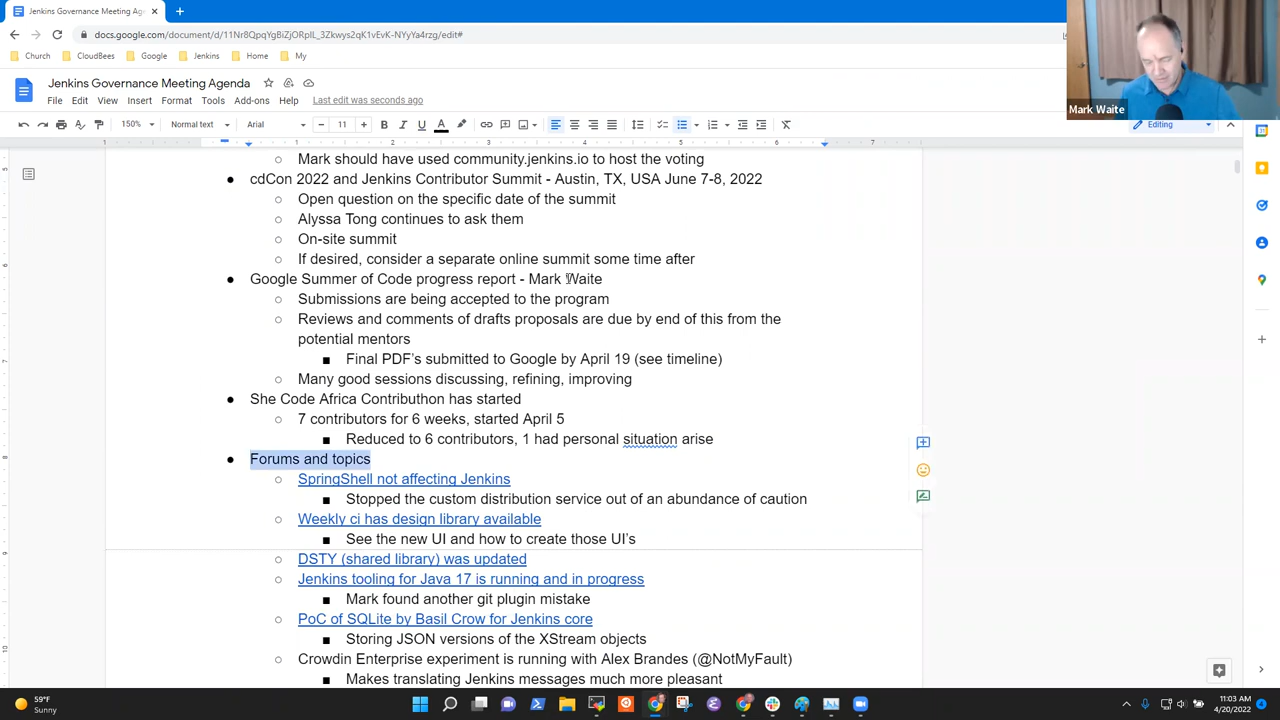 Jenkins Governance Meeting Ag
docs.google.com/document/d/11Nr8QpqYgBiZjORplL_3Zkwys2qK1vEvK-NYyYa4rzg/edit#
Church
CloudBees
Google
Jenkins
Home
My
Jenkins Governance Meeting Agenda
File Edit View Insert Format Tools Add-ons Help Last edit was seconds ago
150% Normal text Arial 11 Editing
Mark Waite
1 1 2 3 4 5 6 7
Mark should have used community.jenkins.io to host the voting
cdCon 2022 and Jenkins Contributor Summit - Austin, TX, USA June 7-8, 2022
Open question on the specific date of the summit
Alyssa Tong continues to ask them
On-site summit
If desired, consider a separate online summit some time after
Google Summer of Code progress report - Mark Waite
Submissions are being accepted to the program
Reviews and comments of drafts proposals are due by end of this from the
potential mentors
Final PDF's submitted to Google by April 19 (see timeline)
Many good sessions discussing, refining, improving
She Code Africa Contributhon has started
7 contributors for 6 weeks, started April 5
Reduced to 6 contributors, 1 had personal situation arise
Forums and topics
SpringShell not affecting Jenkins
Stopped the custom distribution service out of an abundance of caution
Weekly ci has design library available
See the new UI and how to create those UI's
DSTY (shared library) was updated
Jenkins tooling for Java 17 is running and in progress
Mark found another git plugin mistake
PoC of SQLite by Basil Crow for Jenkins core
Storing JSON versions of the XStream objects
Crowdin Enterprise experiment is running with Alex Brandes (@NotMyFault)
Makes translating Jenkins messages much more pleasant
59°F
Sunny
11:03 AM
4/20/2022